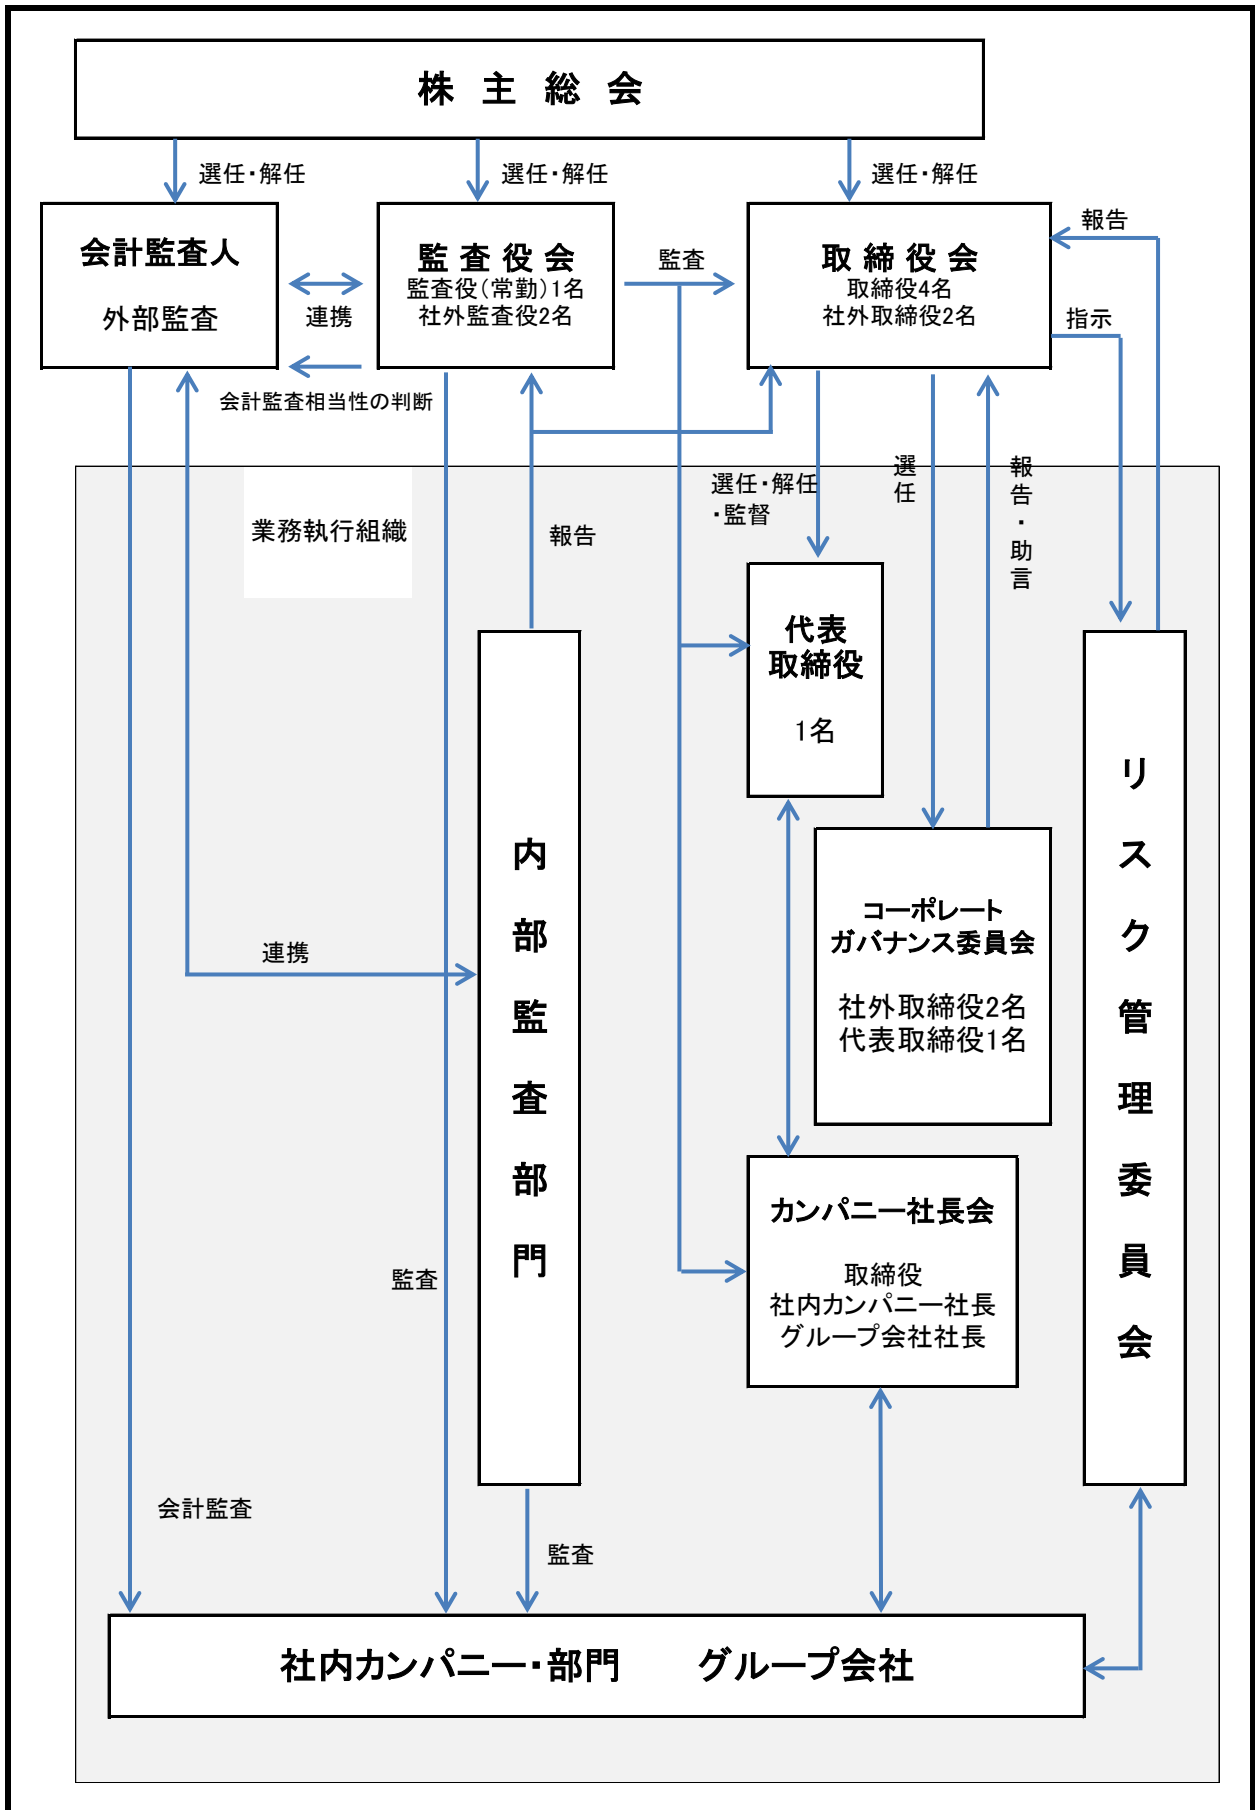 株 主 総 会
選任・解任
選任・解任
選任・解任
会計監査人
外部監査
連携
監 査 役 会
監査役(常勤)1名
社外監査役2名
監査
取 締 役 会
取締役4名
社外取締役2名
報告
指示
会計監査相当性の判断
業務執行組織
報告
選任・解任
・監督
選任
報告・助言
代表
取締役
1名
内部監査部門
連携
コーポレート
ガバナンス委員会
社外取締役2名
代表取締役1名
リスク管理委員会
カンパニー社長会
取締役
社内カンパニー社長
グループ会社社長
監査
会計監査
監査
社内カンパニー・部門　　グループ会社